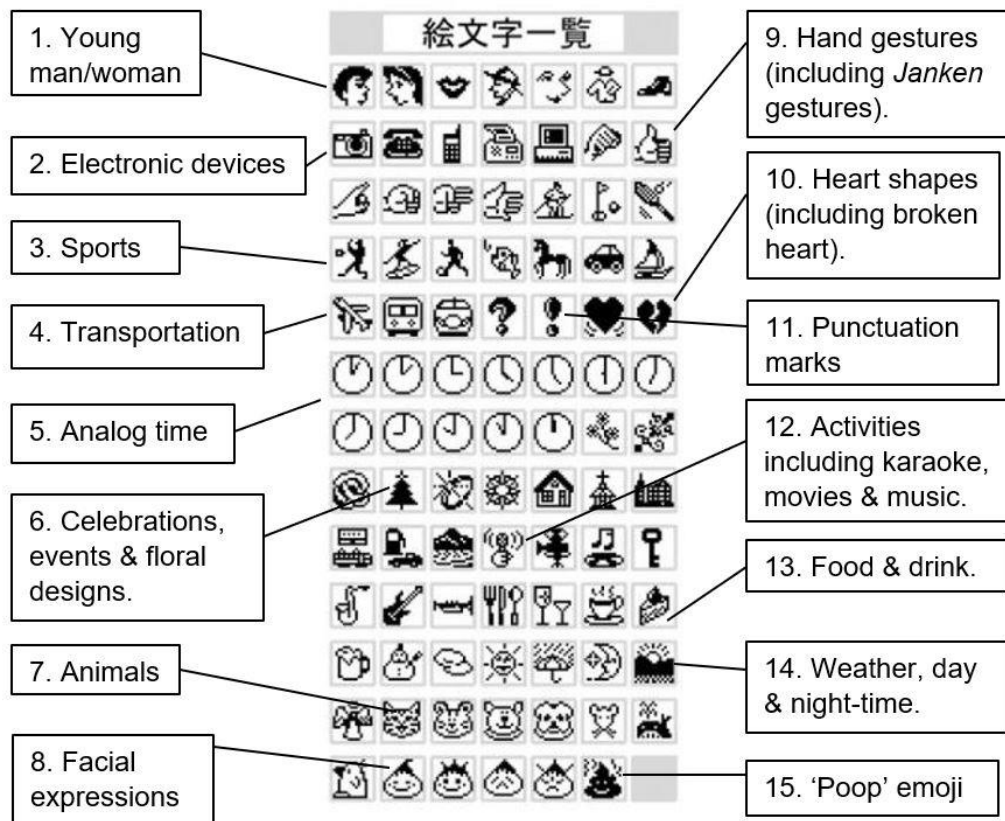 絵文字一覧
1. Young
man/woman
2. Electronic devices
3. Sports
4. Transportation
5. Analog time
6. Celebrations,
events & floral
designs.
7. Animals
8. Facial
expressions
9. Hand gestures
(including Janken
gestures).
10. Heart shapes
(including broken
heart).
11. Punctuation
marks
12. Activities
including karaoke,
movies & music.
13. Food & drink.
14. Weather, day
& night-time.
15. ‘Poop’ emoji